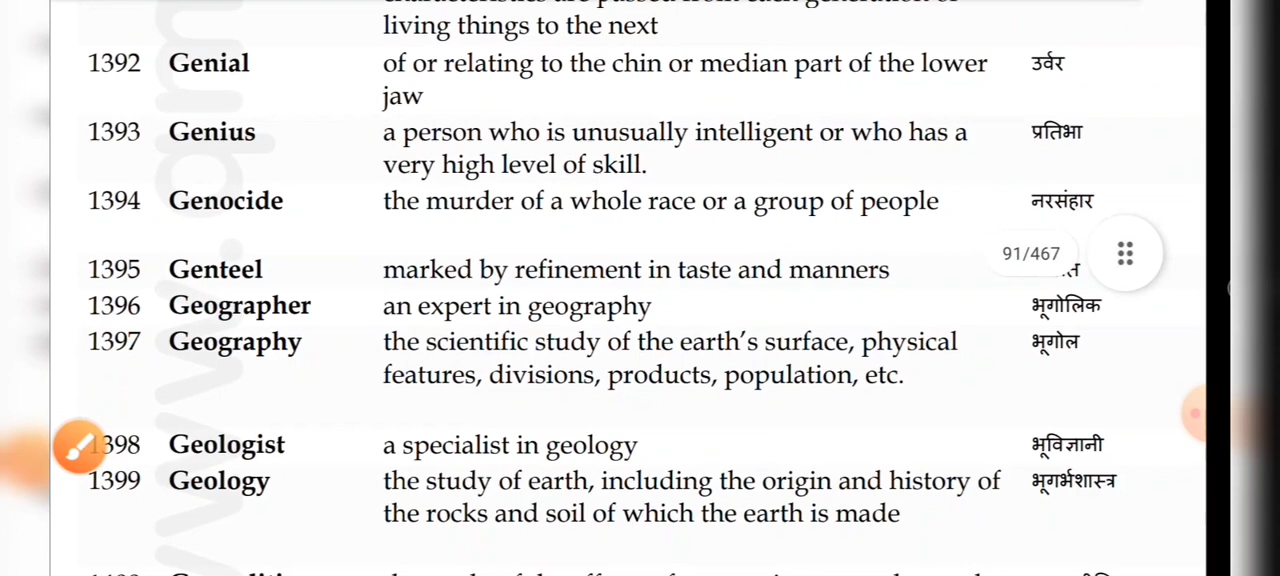 living things to the next
1392 Genial of or relating to the chin or median part of the lower उर्वर
jaw
1393 Genius a person who is unusually intelligent or who has a प्रतिभा
very high level of skill.
1394 Genocide the murder of a whole race or a group of people नरसंहार
91/467
1395 Genteel marked by refinement in taste and manners
1396 Geographer an expert in geography भूगोलिक
1397 Geography the scientific study of the earth's surface, physical भूगोल
features, divisions, products, population, etc.
1398 Geologist a specialist in geology भूविज्ञानी
1399 Geology the study of earth, including the origin and history of भूगर्भशास्त्र
the rocks and soil of which the earth is made